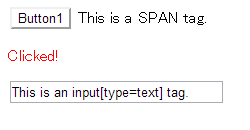 Button1 This is a SPAN tag.
Clicked!
This is an input[type=text] tag.